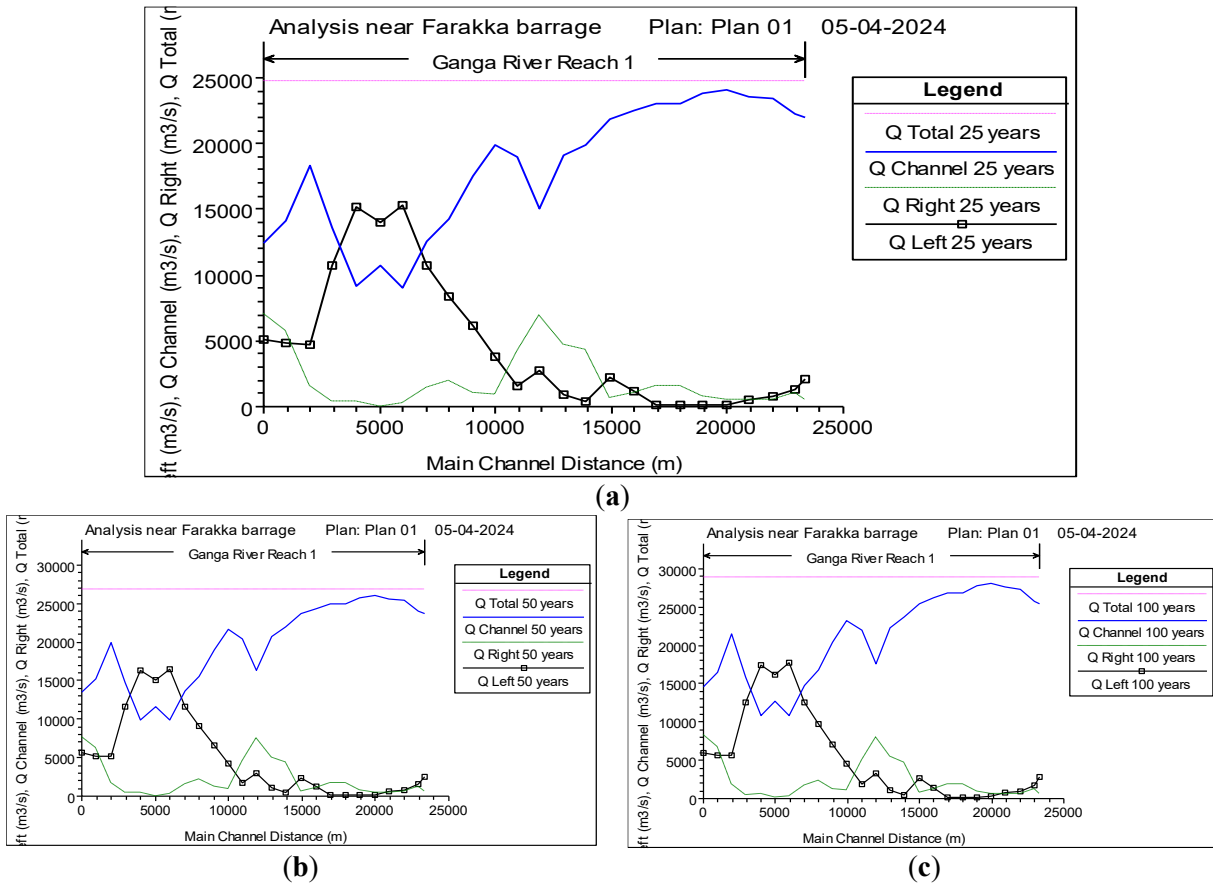 Analysis near Farakka barrage Plan: Plan 01 05-04-2024
Ganga River Reach 1
eft (m3/s), Q Channel (m3/s), Q Right (m3/s), Q Total (m
25000
20000
15000
10000
5000
0
0 5000 10000 15000 20000 25000
Main Channel Distance (m)
Legend
Q Total 25 years
Q Channel 25 years
Q Right 25 years
Q Left 25 years
(a)
Analysis near Farakka barrage Plan: Plan 01 05-04-2024
Ganga River Reach 1
eft (m3/s), Q Channel (m3/s), Q Right (m3/s), Q Total (m
30000
25000
20000
15000
10000
5000
0
0 5000 10000 15000 20000 25000
Main Channel Distance (m)
Legend
Q Total 50 years
Q Channel 50 years
Q Right 50 years
Q Left 50 years
(b)
Analysis near Farakka barrage Plan: Plan 01 05-04-2024
Ganga River Reach 1
eft (m3/s), Q Channel (m3/s), Q Right (m3/s), Q Total (m
30000
25000
20000
15000
10000
5000
0
0 5000 10000 15000 20000 25000
Main Channel Distance (m)
Legend
Q Total 100 years
Q Channel 100 years
Q Right 100 years
Q Left 100 years
(c)